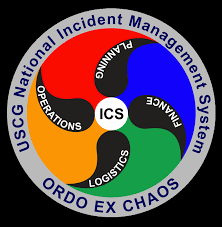 USCG National Incident Management System
PLANNING
OPERATIONS
ICS
FINANCE
LOGISTICS
ORDO EX CHAOS